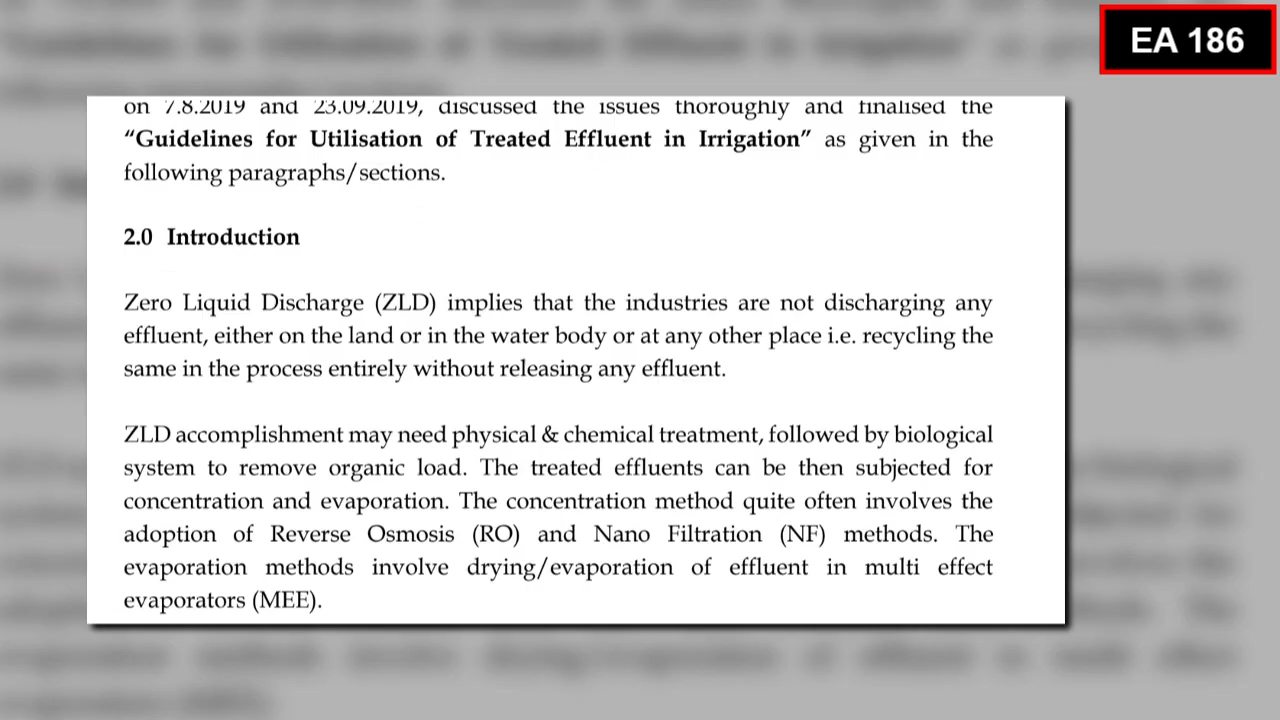 EA 186
on 7.8.2019 and 23.09.2019, discussed the issues thoroughly and finalised the
“Guidelines for Utilisation of Treated Effluent in Irrigation” as given in the
following paragraphs/sections.
2.0 Introduction
Zero Liquid Discharge (ZLD) implies that the industries are not discharging any
effluent, either on the land or in the water body or at any other place i.e. recycling the
same in the process entirely without releasing any effluent.
ZLD accomplishment may need physical & chemical treatment, followed by biological
system to remove organic load. The treated effluents can be then subjected for
concentration and evaporation. The concentration method quite often involves the
adoption of Reverse Osmosis (RO) and Nano Filtration (NF) methods. The
evaporation methods involve drying/evaporation of effluent in multi effect
evaporators (MEE).